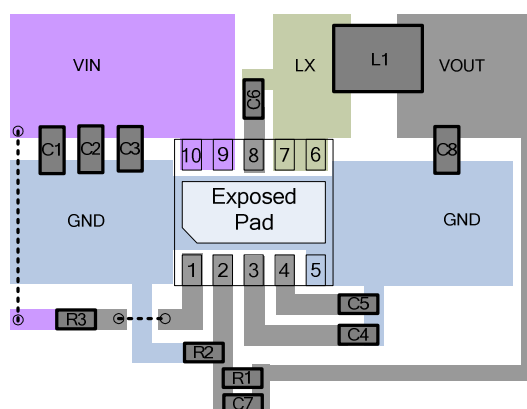 VIN
LX
L1
VOUT
C6
C1
C2
C3
C8
10
9
8
7
6
GND
Exposed
Pad
GND
1
2
3
4
5
C5
R3
C4
R2
R1
C7